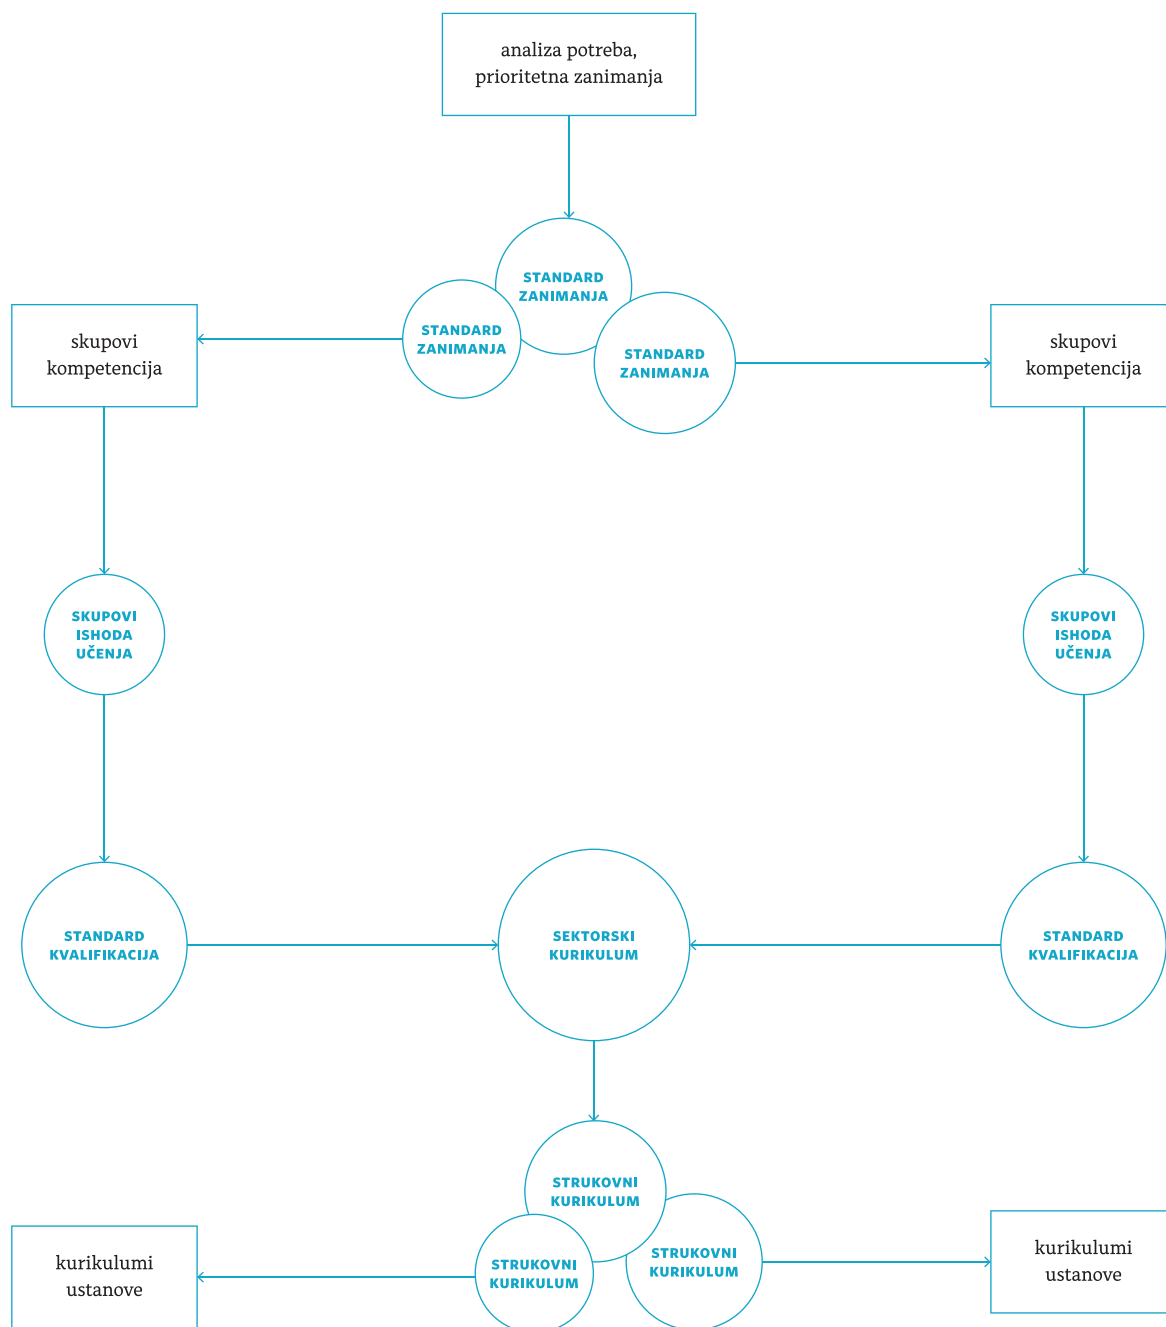 analiza potreba,
prioritetna zanimanja
STANDARD
ZANIMANJA
STANDARD
ZANIMANJA
STANDARD
ZANIMANJA
skupovi
kompetencija
skupovi
kompetencija
SKUPOVI
ISHODA
UČENJA
SKUPOVI
ISHODA
UČENJA
STANDARD
KVALIFIKACIJA
SEKTORSKI
KURIKULUM
STANDARD
KVALIFIKACIJA
STRUKOVNI
KURIKULUM
STRUKOVNI
KURIKULUM
STRUKOVNI
KURIKULUM
kurikulumi
ustanove
kurikulumi
ustanove